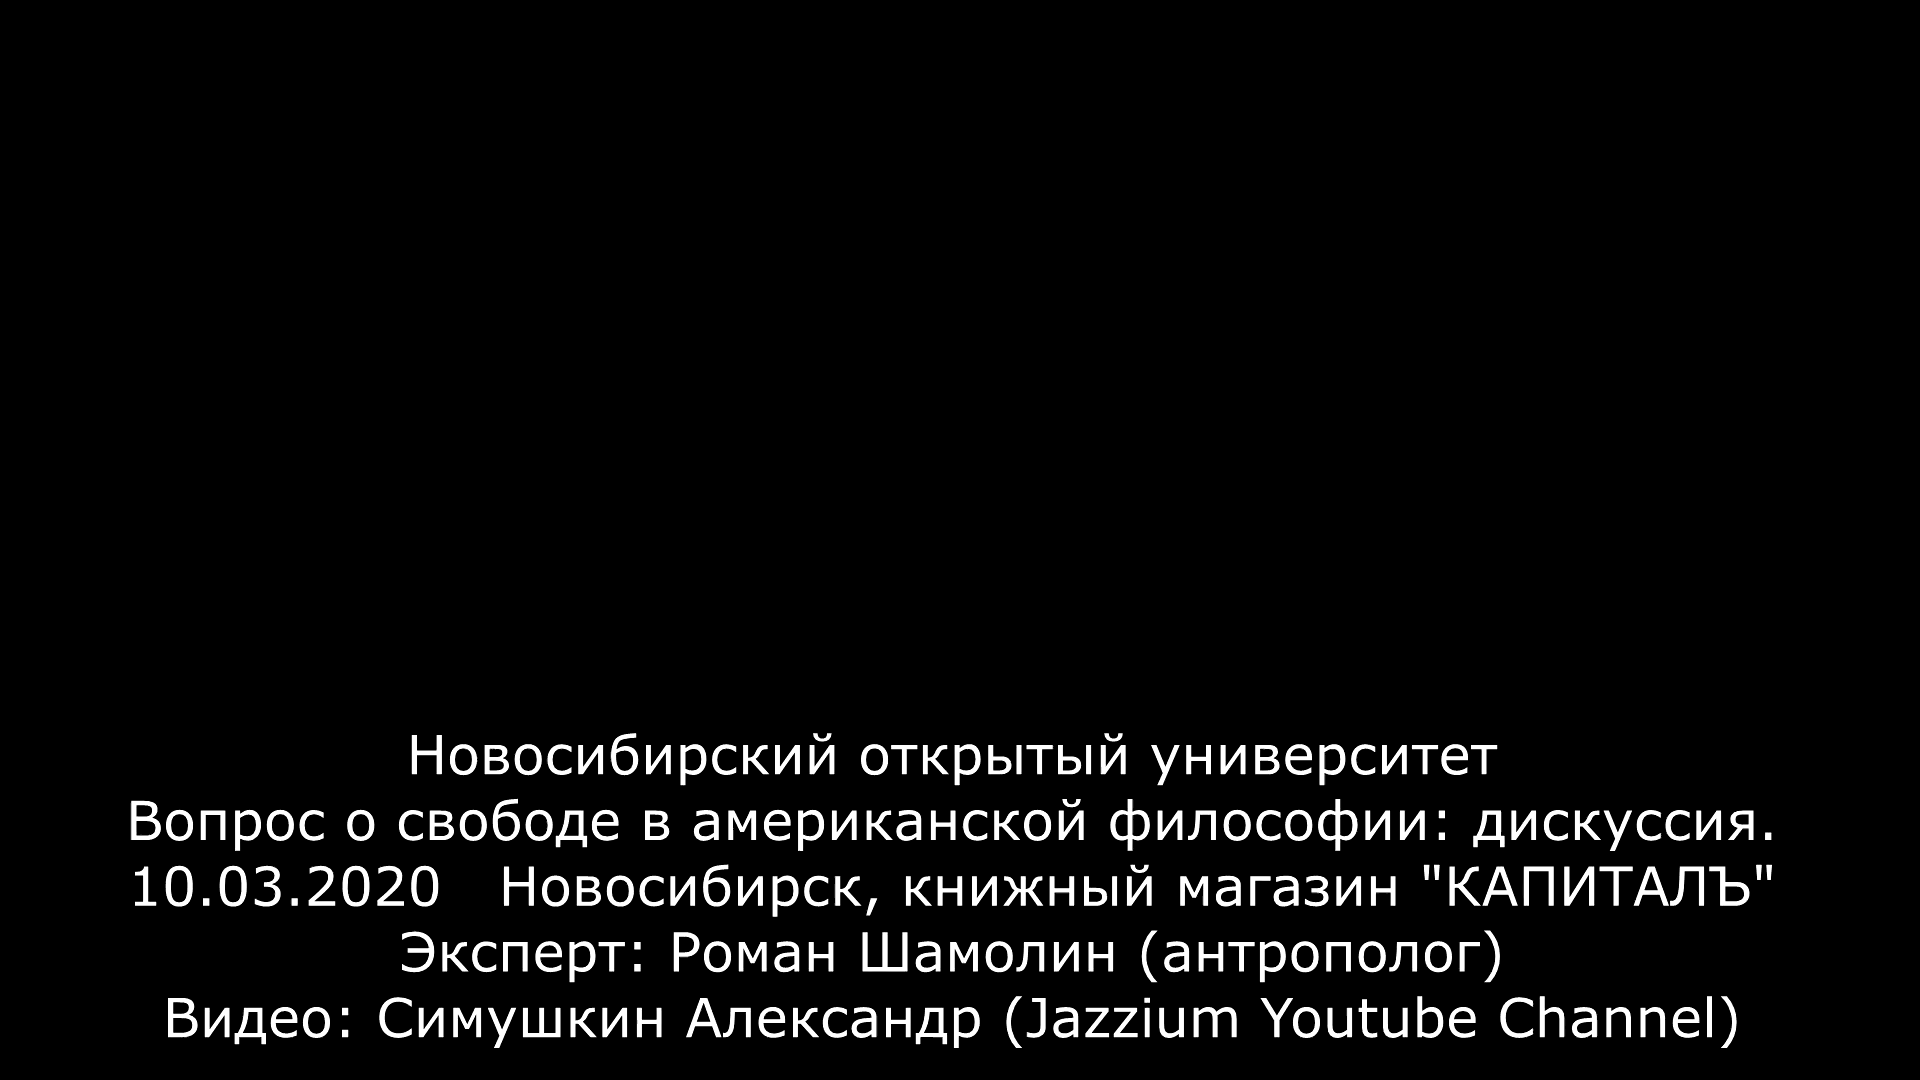 Новосибирский открытый университет
Вопрос о свободе в американской философии: дискуссия.
10.03.2020 Новосибирск, книжный магазин "КАПИТАЛЪ"
Эксперт: Роман Шамолин (антрополог)
Видео: Симушкин Александр (Jazzium Youtube Channel)